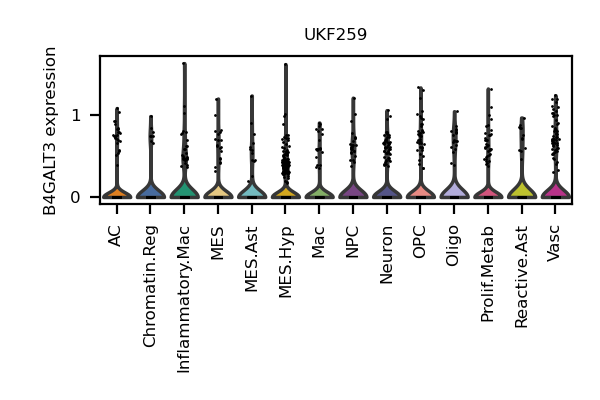 UKF259
B4GALT3 expression
1
0
AC
Chromatin.Reg
Inflammatory.Mac
MES
MES.Ast
MES.Hyp
Mac
NPC
Neuron
OPC
Oligo
Prolif.Metab
Reactive.Ast
Vasc